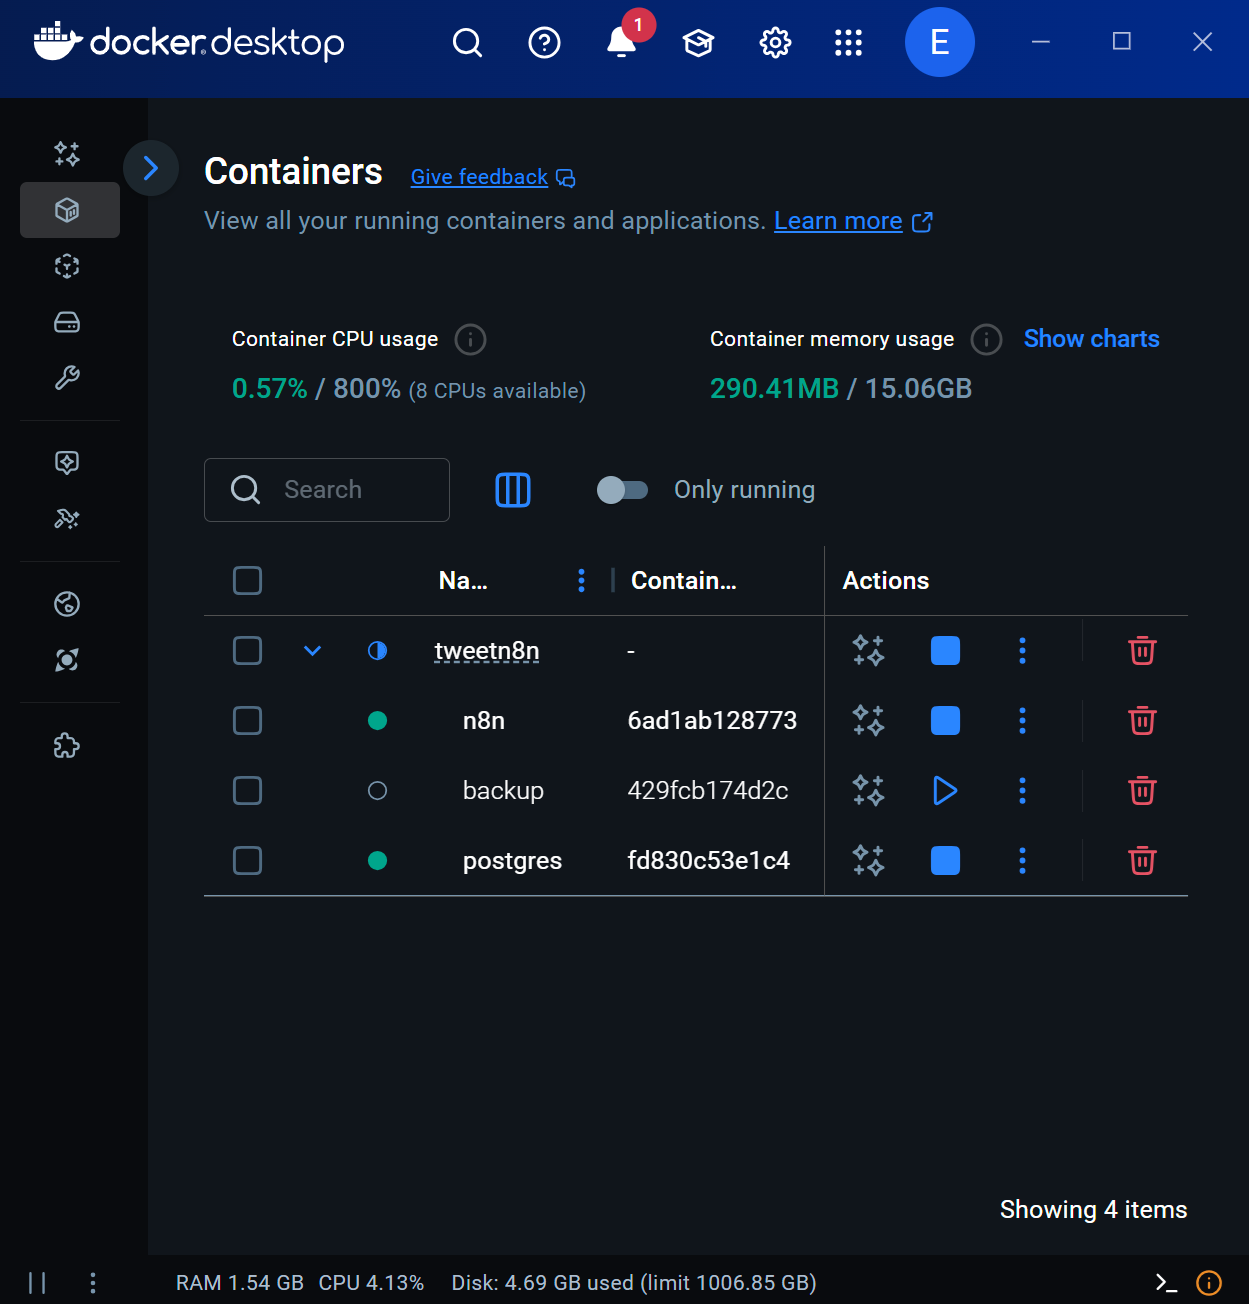 docker desktop
1
E
Containers Give feedback
View all your running containers and applications. Learn more
Container CPU usage
0.57% / 800% (8 CPUs available)
Container memory usage
290.41MB / 15.06GB
Show charts
Search
Only running
Na... Contain... Actions
tweetn8n -
n8n 6ad1ab128773
backup 429fcb174d2c
postgres fd830c53e1c4
Showing 4 items
RAM 1.54 GB CPU 4.13% Disk: 4.69 GB used (limit 1006.85 GB)